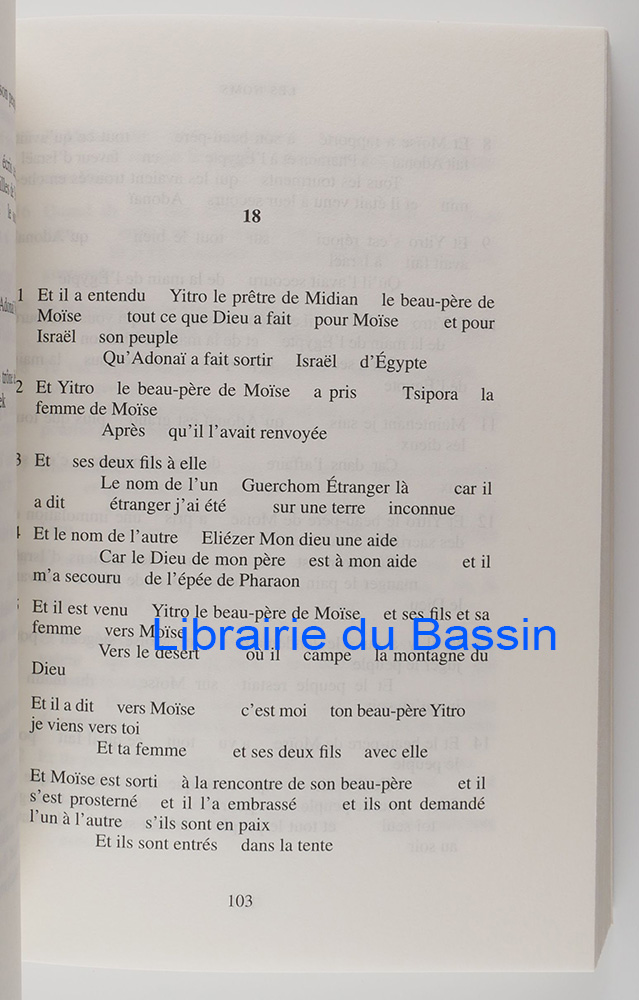 18
1 Et il a entendu Yitro le prêtre de Midian le beau-père de
Moïse tout ce que Dieu a fait pour Moïse et pour
Israël son peuple
Qu'Adonaï a fait sortir Israël d'Égypte
2 Et Yitro le beau-père de Moïse a pris Tsipora la
femme de Moïse
Après qu'il l'avait renvoyée
3 Et ses deux fils à elle
Le nom de l'un Guerchom Étranger là car il
a dit étranger j'ai été sur une terre inconnue
4 Et le nom de l'autre Eliézer Mon dieu une aide
Car le Dieu de mon père est à mon aide et il
m'a secouru de l'épée de Pharaon
Et il est venu Yitro le beau-père de Moïse et ses fils et sa
femme vers Moïse
Librairie du Bassin
Vers le désert où il campe la montagne du
Dieu
Et il a dit vers Moïse c'est moi ton beau-père Yitro
je viens vers toi
Et ta femme et ses deux fils avec elle
Et Moïse est sorti à la rencontre de son beau-père et il
s'est prosterné et il l'a embrassé et ils ont demandé
l'un à l'autre s'ils sont en paix
Et ils sont entrés dans la tente
103